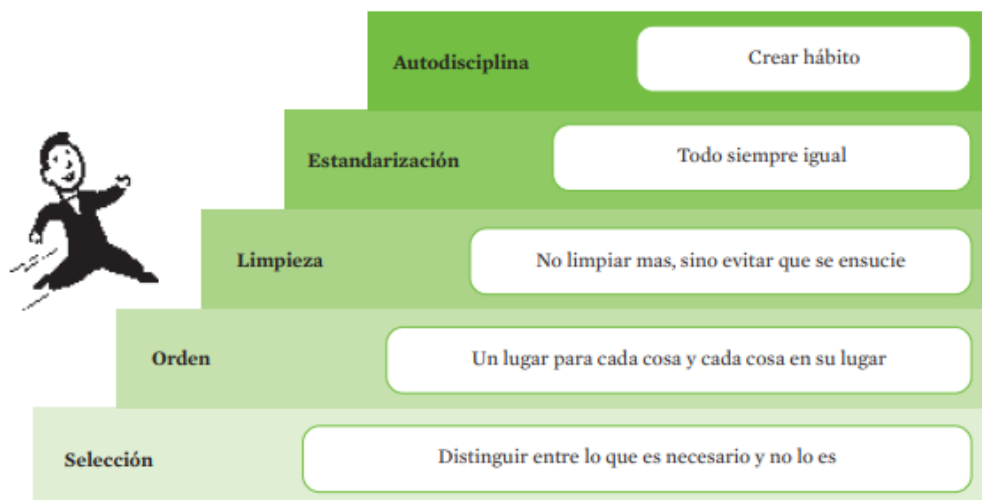 Autodisciplina
Crear hábito
Estandarización
Todo siempre igual
Limpieza
No limpiar mas, sino evitar que se ensucie
Orden
Un lugar para cada cosa y cada cosa en su lugar
Selección
Distinguir entre lo que es necesario y no lo es